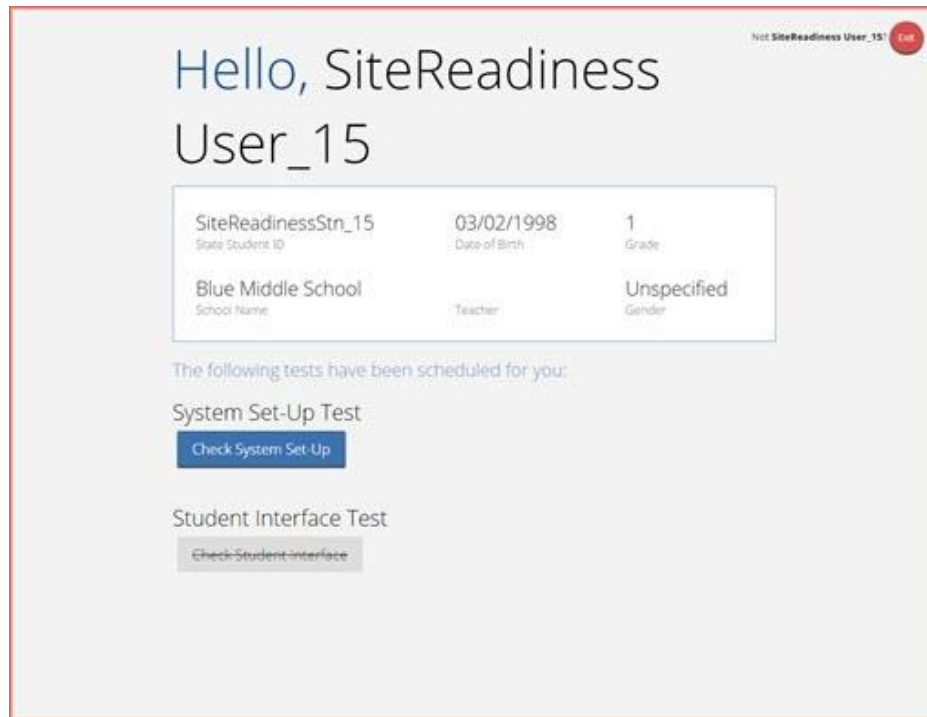 Not SiteReadiness User_15? Exit
Hello, SiteReadiness
User_15
SiteReadinessStn_15 03/02/1998 1
State Student ID Date of Birth Grade
Blue Middle School Unspecified
School Name Teacher Gender
The following tests have been scheduled for you:
System Set-Up Test
Check System Set-Up
Student Interface Test
Check Student Interface